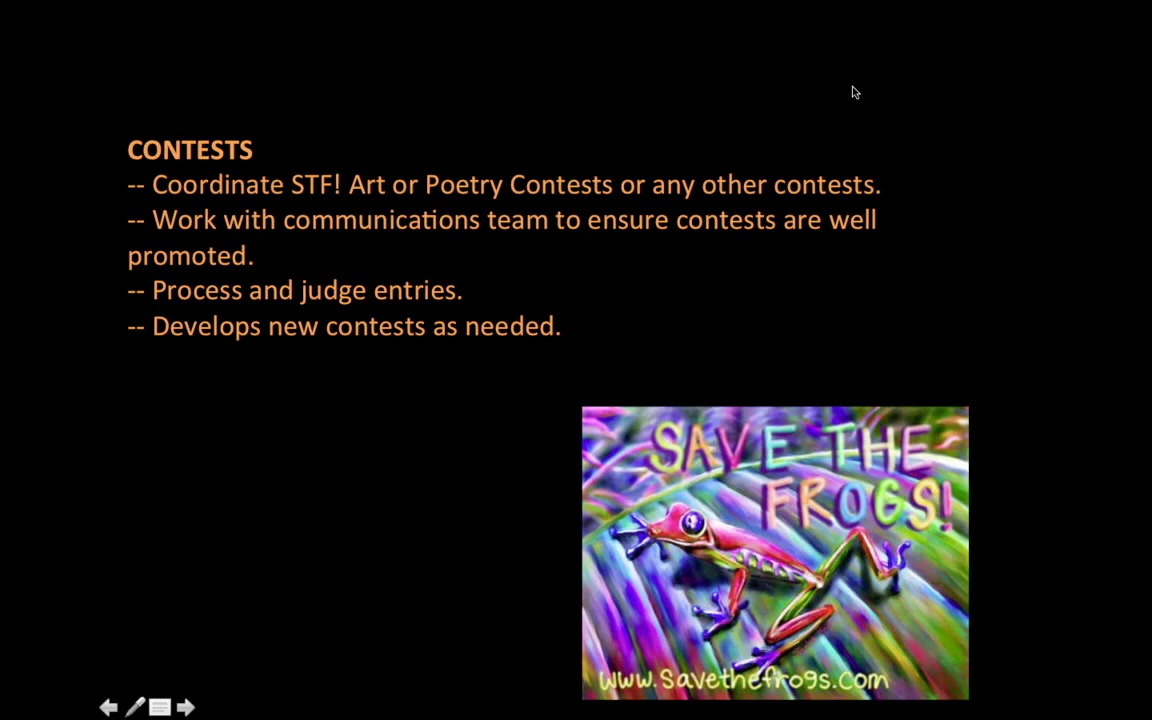 CONTESTS
-- Coordinate STF! Art or Poetry Contests or any other contests.
-- Work with communications team to ensure contests are well
promoted.
-- Process and judge entries.
-- Develops new contests as needed.
SAVE THE
FROGS!
www.Savethefrogs.com